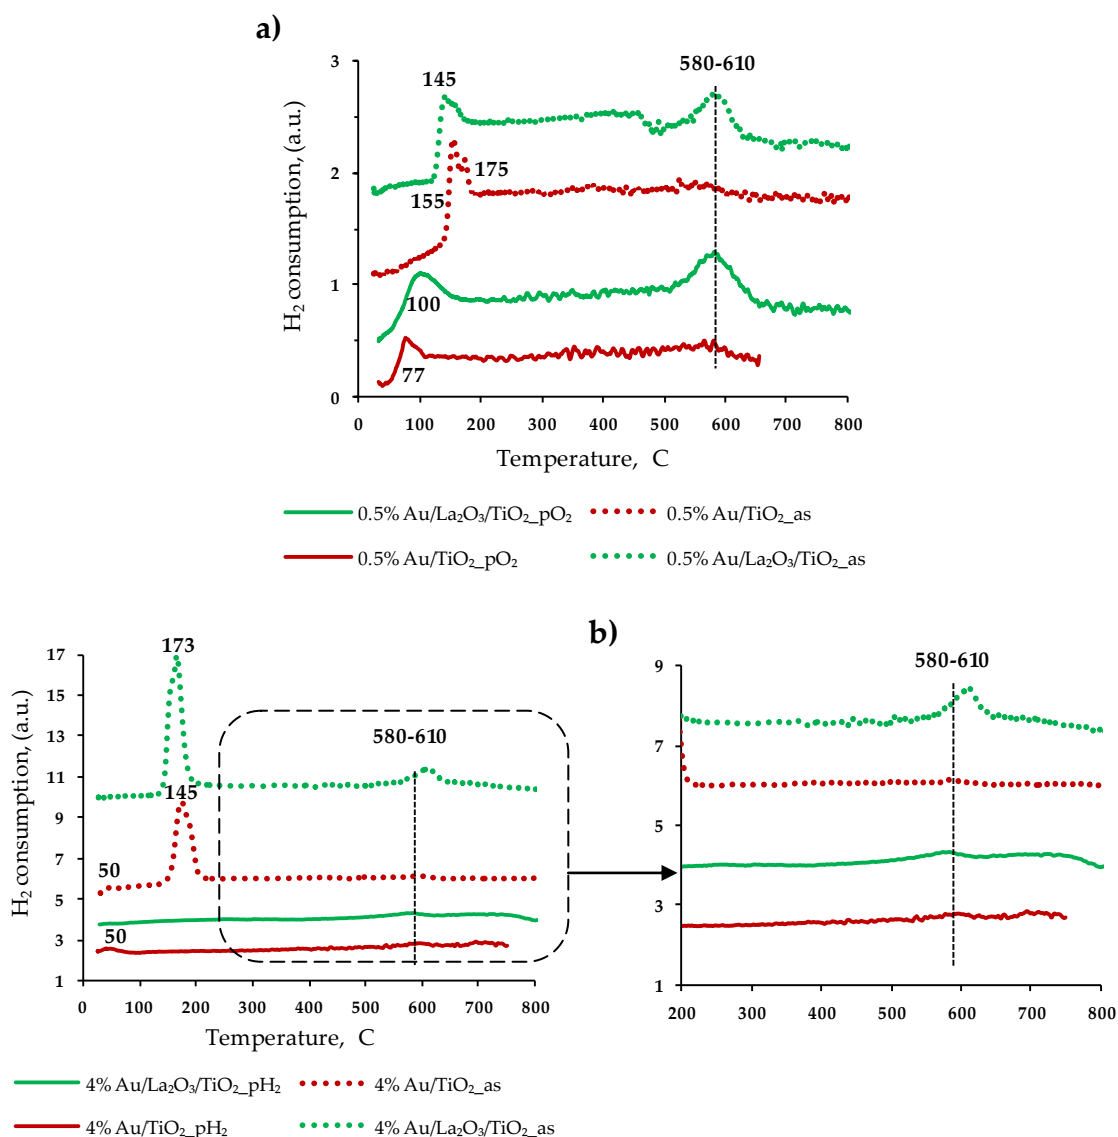 a)
3
2
1
0
H₂ consumption, (a.u.)
145
580-610
175
155
100
77
0 100 200 300 400 500 600 700 800
Temperature, C
0.5% Au/La₂O₃/TiO₂_pO₂ 0.5% Au/TiO₂_as
0.5% Au/TiO₂_pO₂ 0.5% Au/La₂O₃/TiO₂_as
b)
17
15
13
11
9
7
5
3
1
H₂ consumption, (a.u.)
173
580-610
145
50
50
0 100 200 300 400 500 600 700 800
Temperature, C
9
7
5
3
1
580-610
200 300 400 500 600 700 800
4% Au/La₂O₃/TiO₂_pH₂ 4% Au/TiO₂_as
4% Au/TiO₂_pH₂ 4% Au/La₂O₃/TiO₂_as